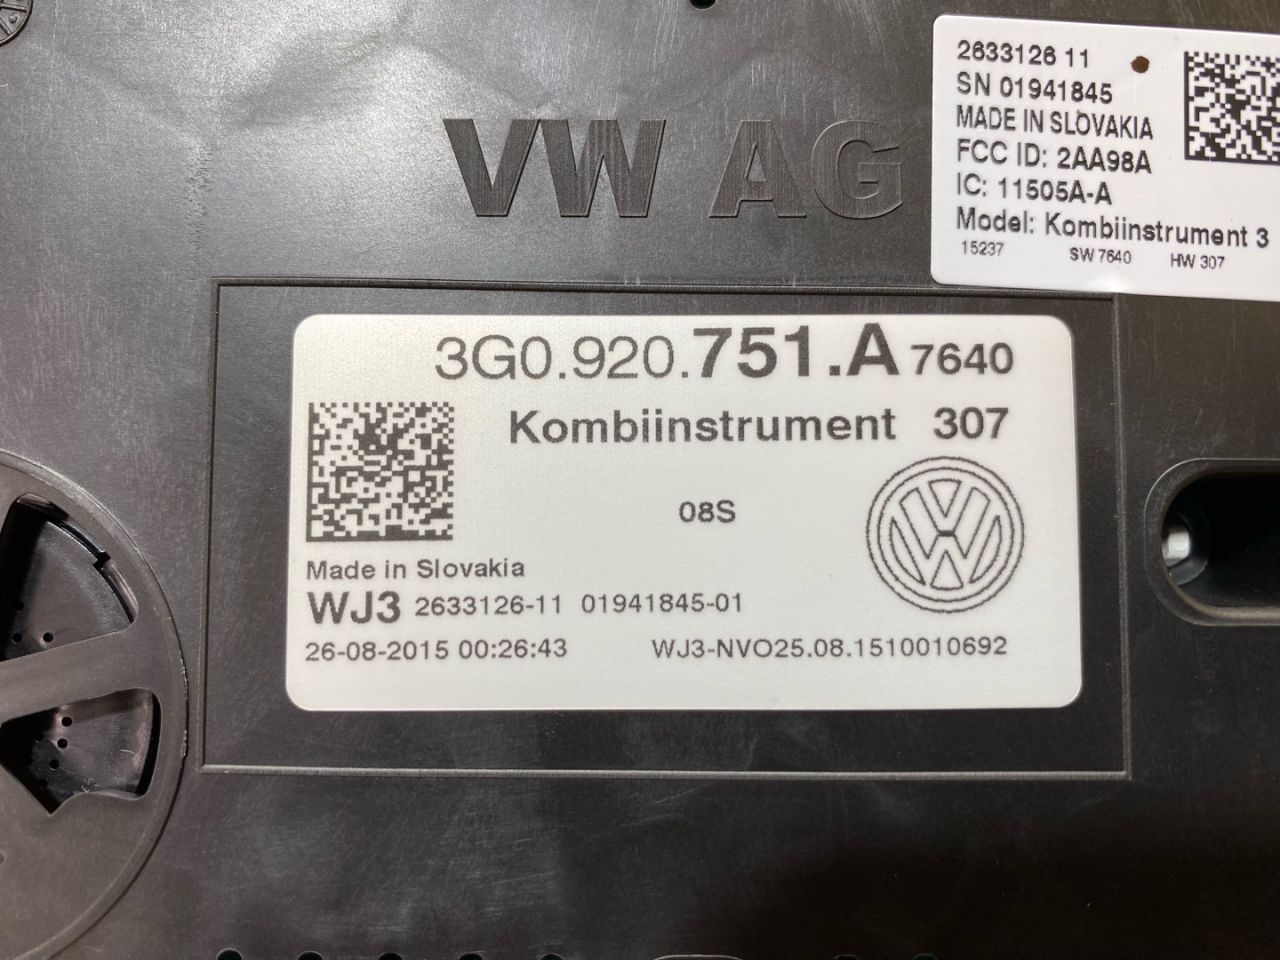 VW AG
2633126 11
SN 01941845
MADE IN SLOVAKIA
FCC ID: 2AA98A
IC: 11505A-A
Model: Kombiinstrument 3
15237 SW 7640 HW 307
3G0.920.751.A 7640
Kombiinstrument 307
08S
Made in Slovakia
WJ3 2633126-11 01941845-01
26-08-2015 00:26:43 WJ3-NVO25.08.1510010692